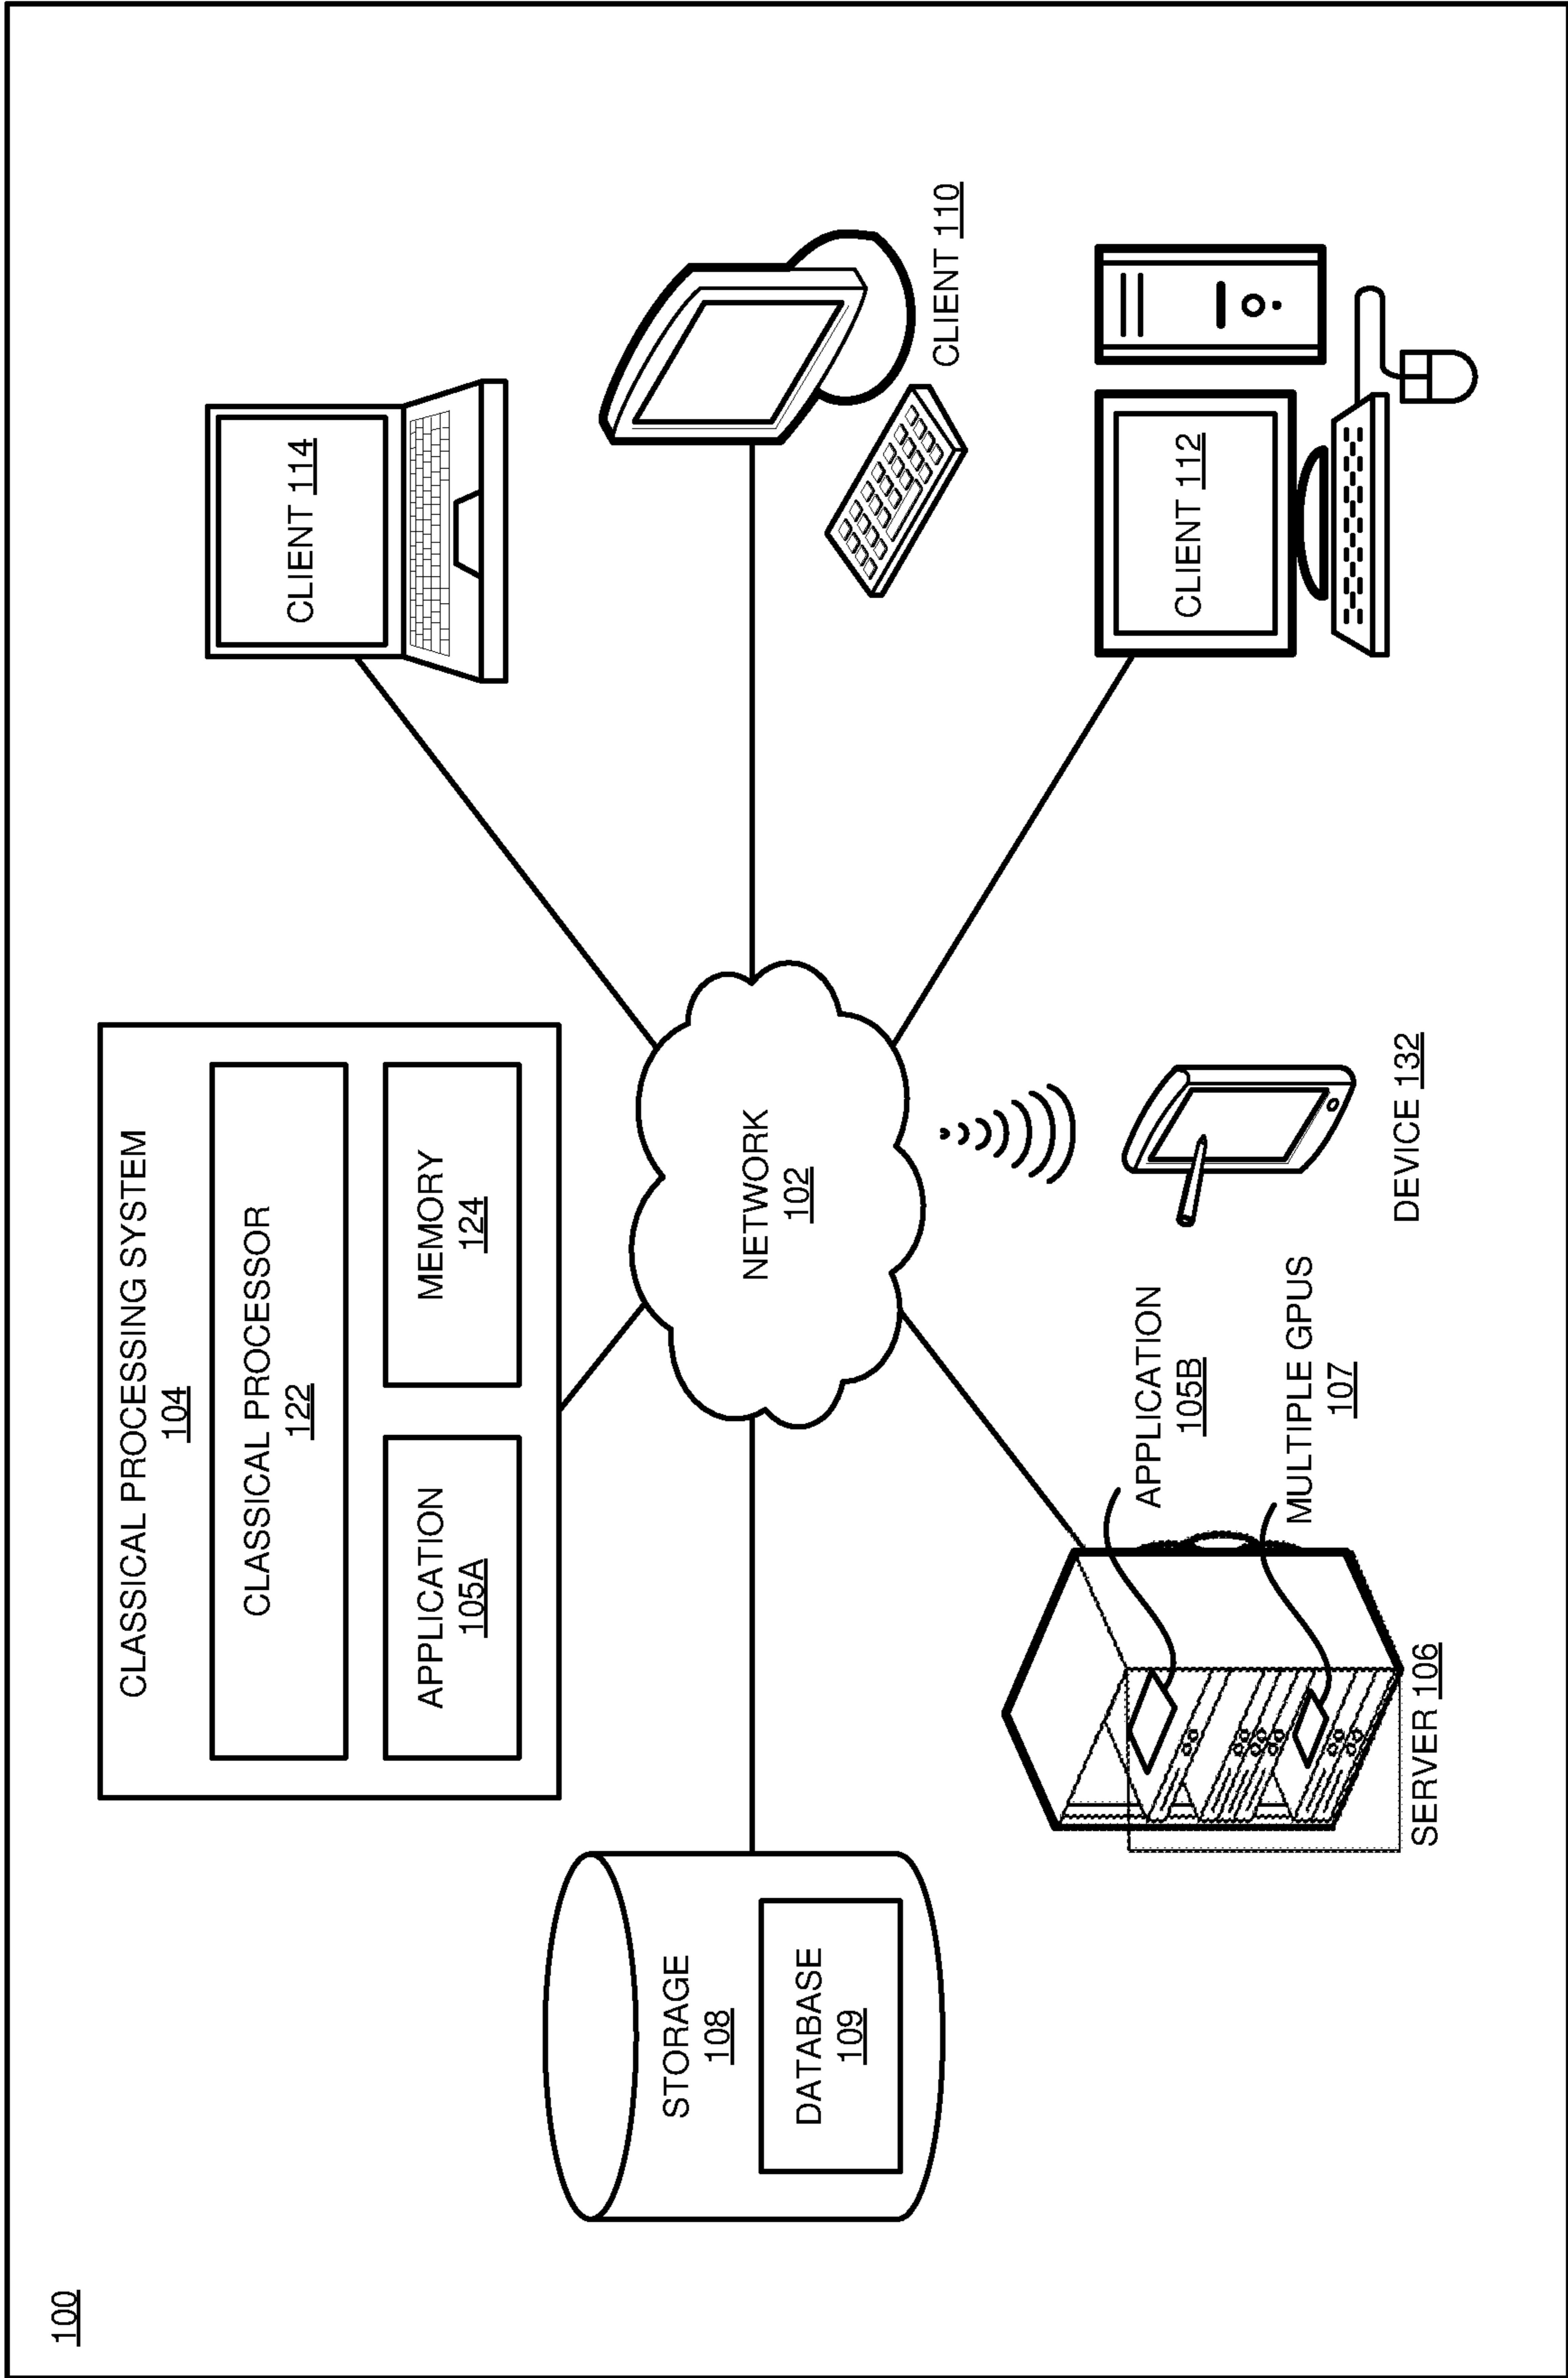 100
CLASSICAL PROCESSING SYSTEM
104
CLASSICAL PROCESSOR
122
APPLICATION
105A
MEMORY
124
CLIENT 114
STORAGE
108
DATABASE
109
NETWORK
102
CLIENT 110
APPLICATION
105B
MULTIPLE GPUS
107
SERVER 106
DEVICE 132
CLIENT 112